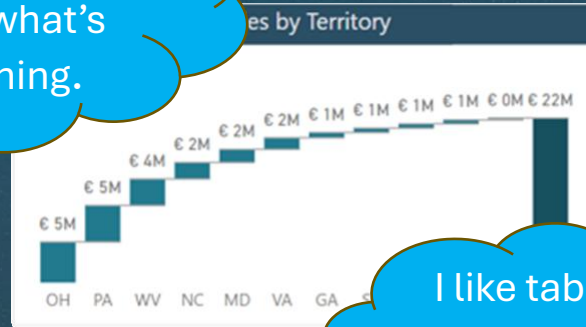 what's
es by Territory
ning.
€ 5M € 5M € 4M € 2M € 2M € 2M € 1M € 1M € 1M € 1M € 0M € 22M
OH PA WV NC MD VA GA
I like tab